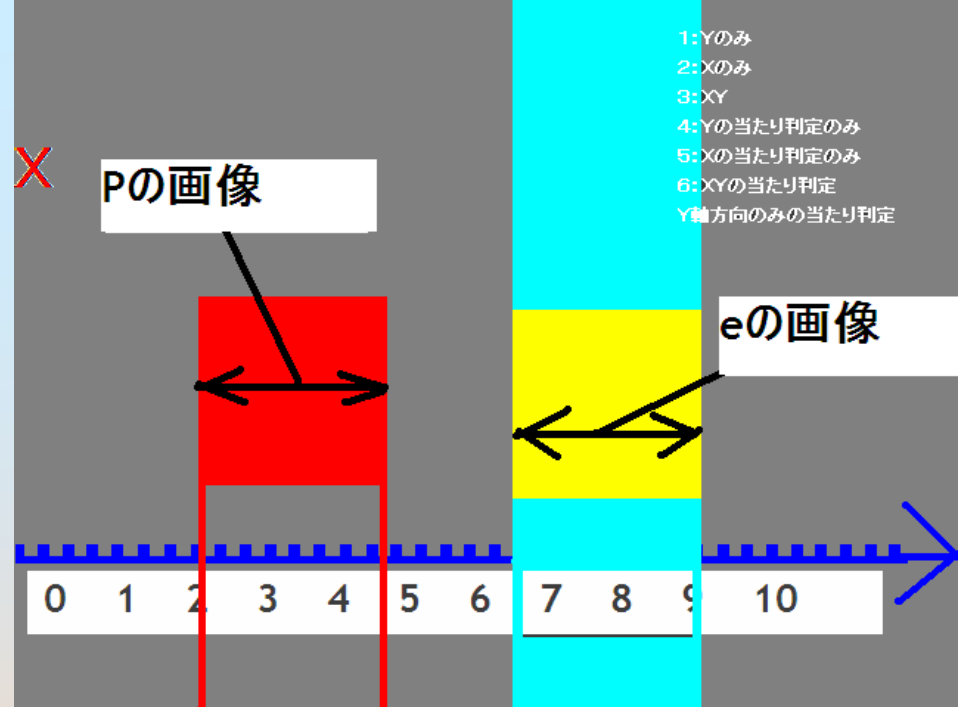 1:Yのみ
2:Xのみ
3:XY
4:Yの当たり判定のみ
5:Xの当たり判定のみ
6:XYの当たり判定
Y軸方向のみの当たり判定
X
Pの画像
eの画像
0 1 2 3 4 5 6 7 8 9 10